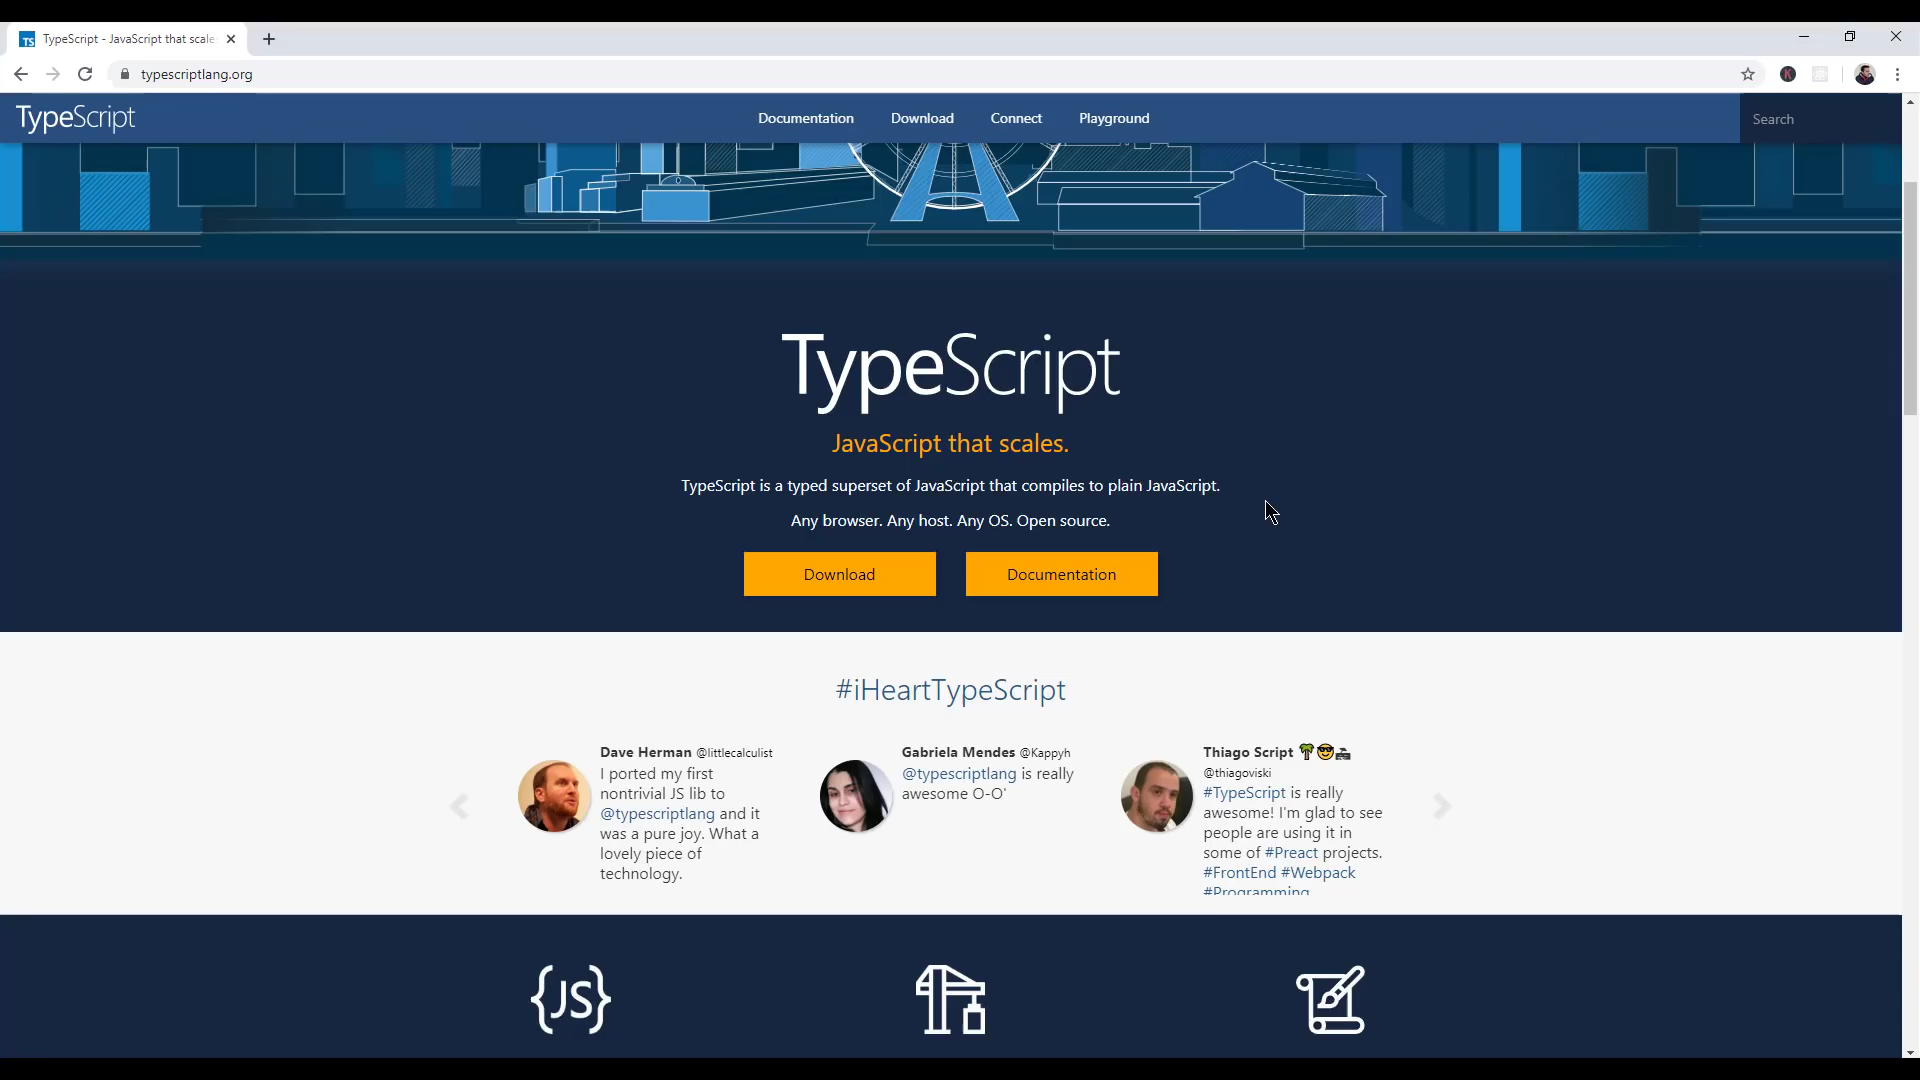 TypeScript - JavaScript that scale
typescriptlang.org
K
TypeScript
Documentation
Download
Connect
Playground
Search
TypeScript
JavaScript that scales.
TypeScript is a typed superset of JavaScript that compiles to plain JavaScript.
Any browser. Any host. Any OS. Open source.
Download
Documentation
#iHeartTypeScript
Dave Herman @littlecalculist
I ported my first
nontrivial JS lib to
@typescriptlang and it
was a pure joy. What a
lovely piece of
technology.
Gabriela Mendes @Kappyh
@typescriptlang is really
awesome O-O'
Thiago Script 🌴😎🏖
@thiagoviski
#TypeScript is really
awesome! I'm glad to see
people are using it in
some of #Preact projects.
#FrontEnd #Webpack
#Programming
{JS}